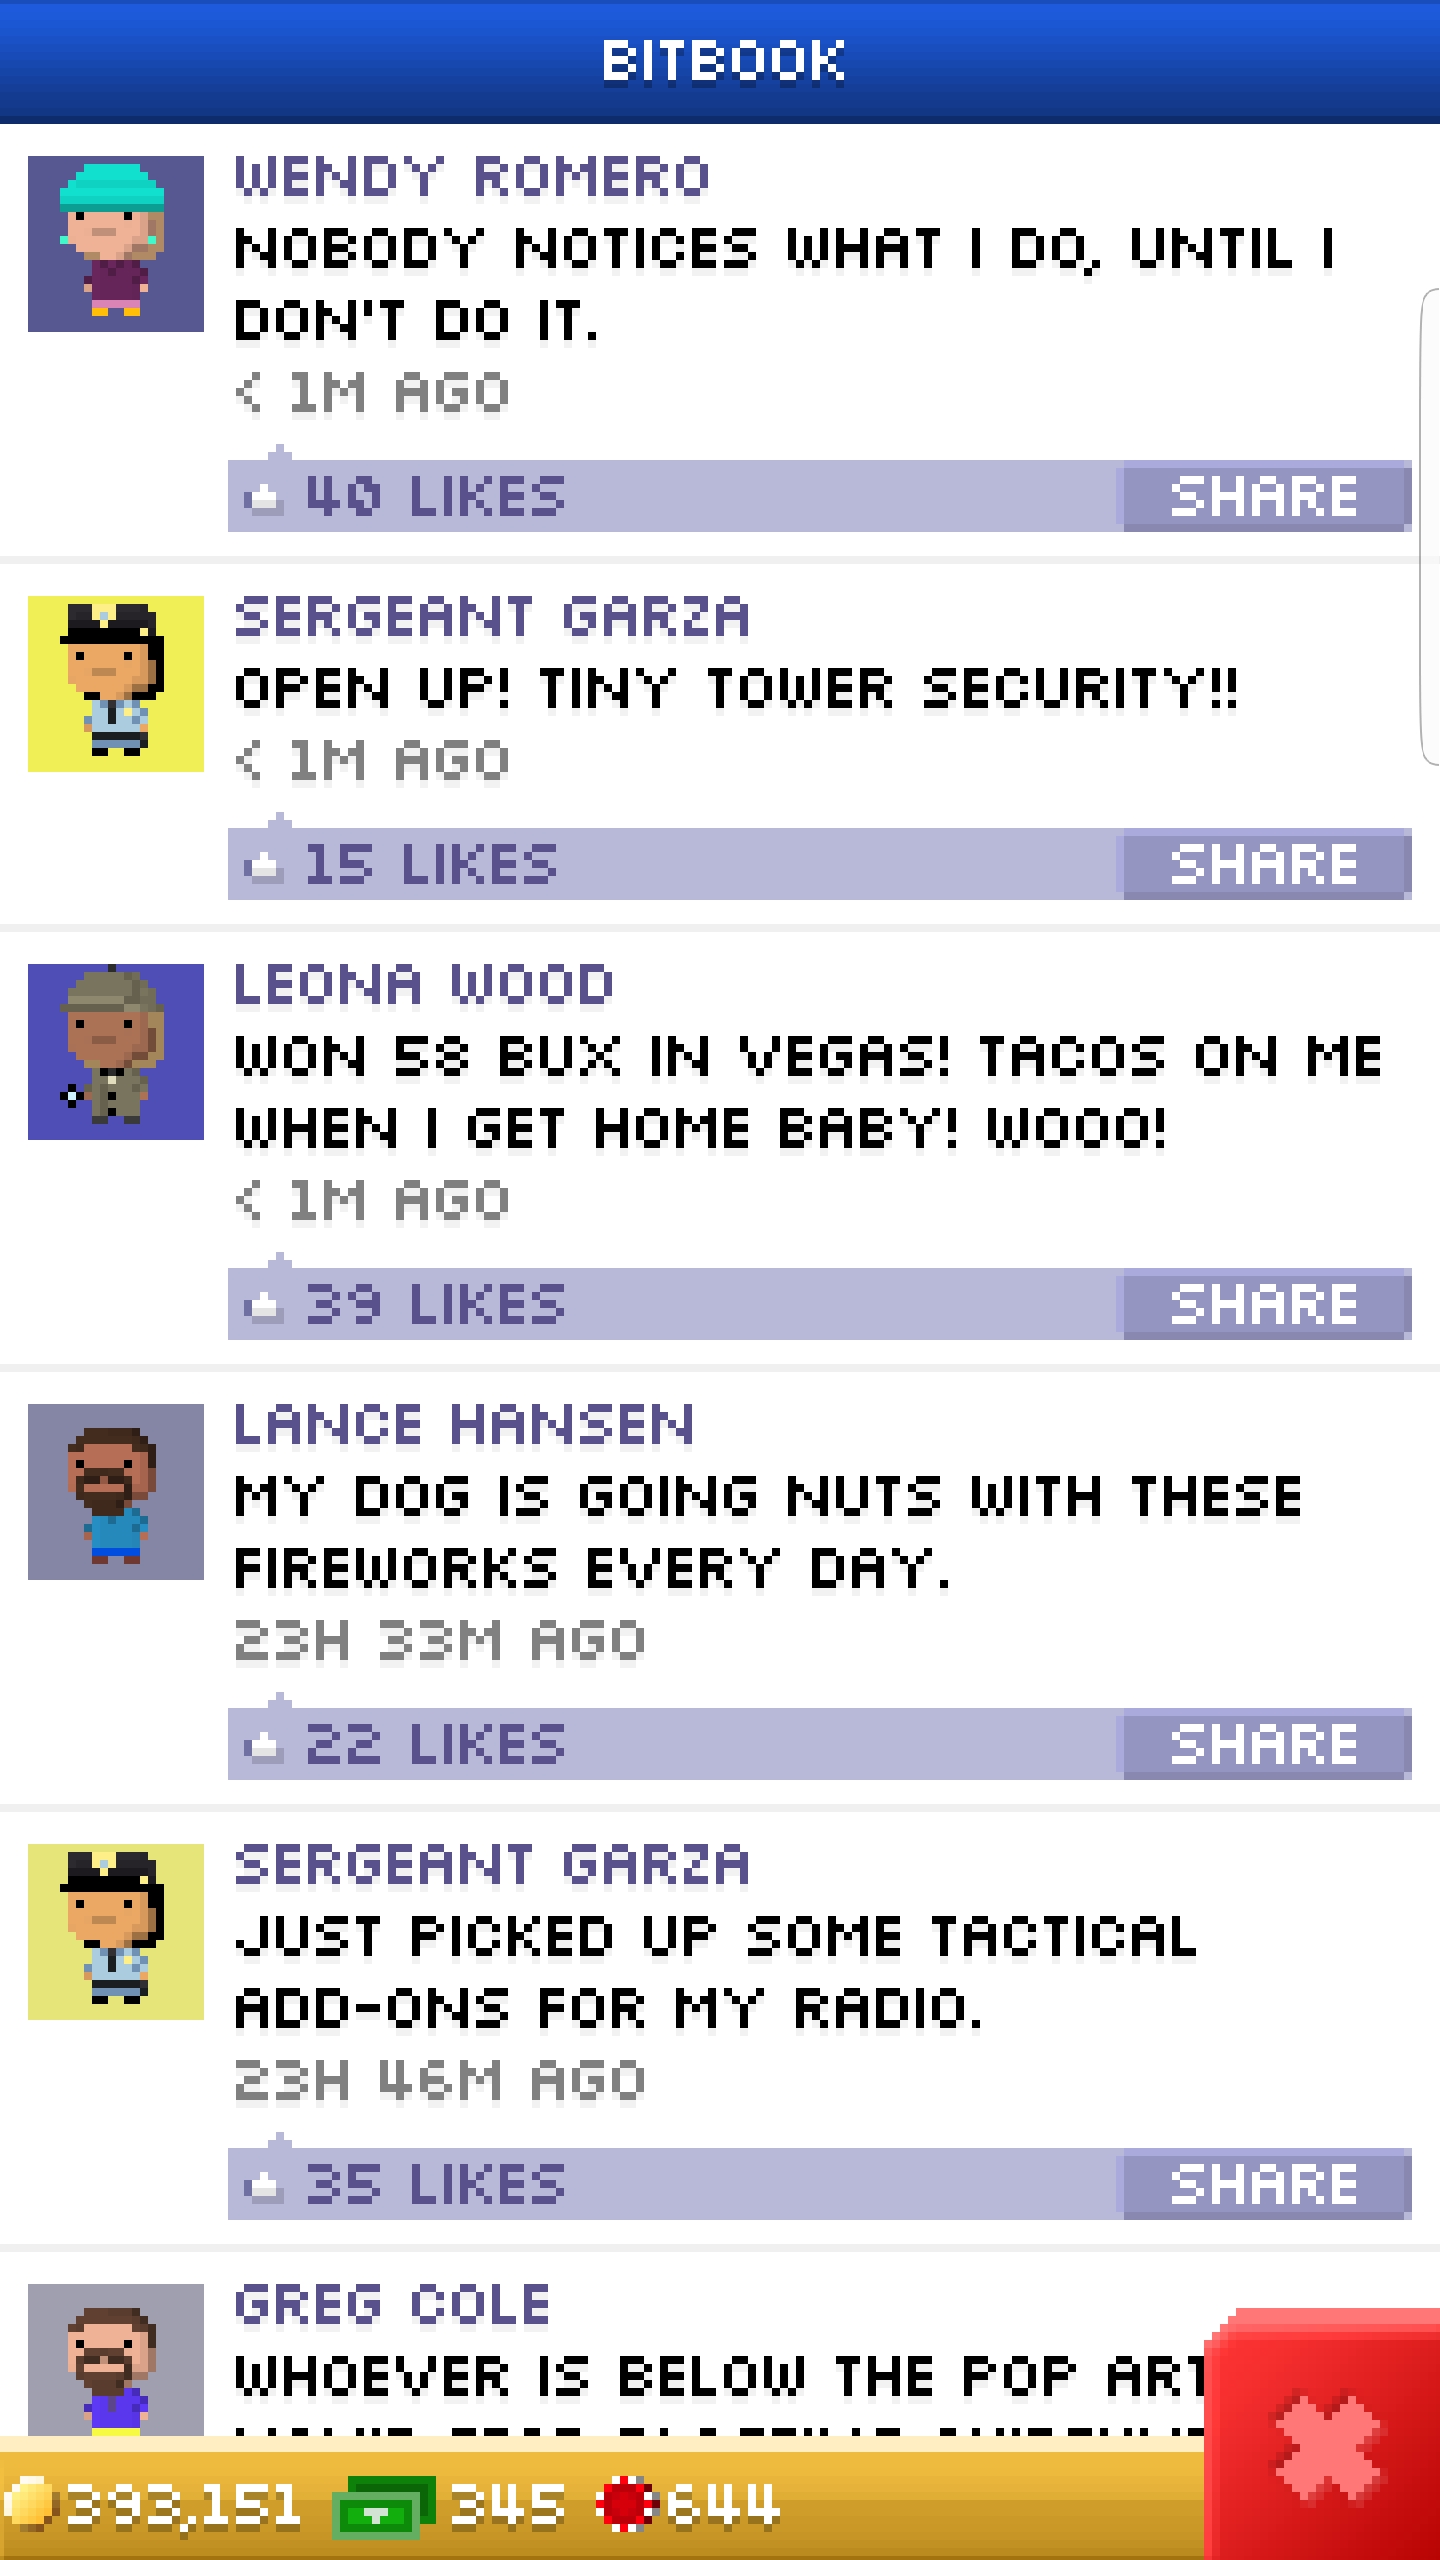 BITBOOK
WENDY ROMERO
NOBODY NOTICES WHAT I DO, UNTIL I
DON'T DO IT.
< 1M AGO
40 LIKES
SHARE
SERGEANT GARZA
OPEN UP! TINY TOWER SECURITY!!
< 1M AGO
15 LIKES
SHARE
LEONA WOOD
WON 58 BUX IN VEGAS! TACOS ON ME
WHEN I GET HOME BABY! WOOO!
< 1M AGO
39 LIKES
SHARE
LANCE HANSEN
MY DOG IS GOING NUTS WITH THESE
FIREWORKS EVERY DAY.
23H 33M AGO
22 LIKES
SHARE
SERGEANT GARZA
JUST PICKED UP SOME TACTICAL
ADD-ONS FOR MY RADIO.
23H 46M AGO
35 LIKES
SHARE
GREG COLE
WHOEVER IS BELOW THE POP ART
393,151 345 644